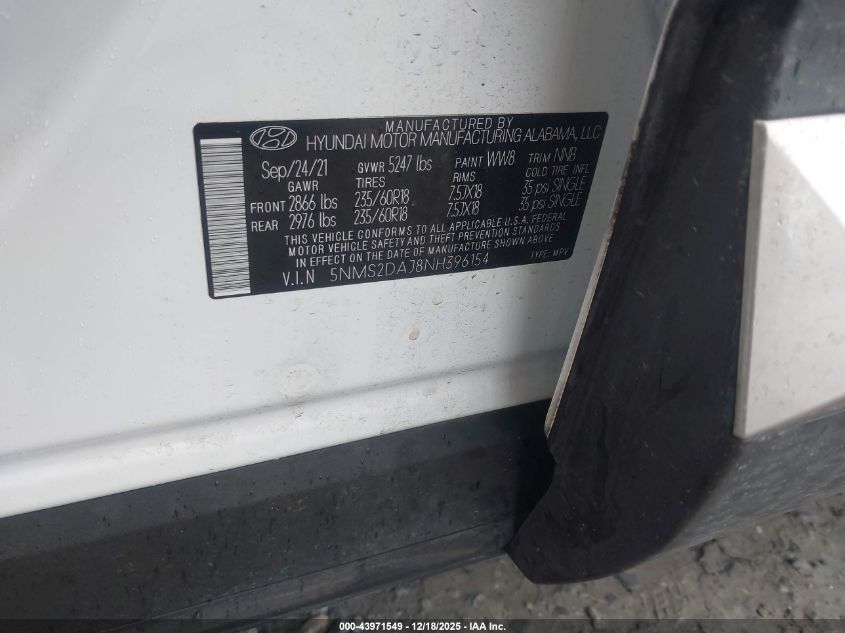 MANUFACTURED BY
HYUNDAI MOTOR MANUFACTURING ALABAMA, LLC
Sep/24/21 GVWR 5247 lbs PAINT WW8 TRIM NNB
GAWR TIRES RIMS COLD TIRE INFL
FRONT 2866 lbs 235/60R18 7.5JX18 35 psi SINGLE
REAR 2976 lbs 235/60R18 7.5JX18 35 psi SINGLE
THIS VEHICLE CONFORMS TO ALL APPLICABLE U.S.A. FEDERAL
MOTOR VEHICLE SAFETY AND THEFT PREVENTION STANDARDS
IN EFFECT ON THE DATE OF MANUFACTURE SHOWN ABOVE.
V.I.N 5NMS2DAJ8NH396154 TYPE: MPV
000-43971549 - 12/18/2025 - IAA Inc.